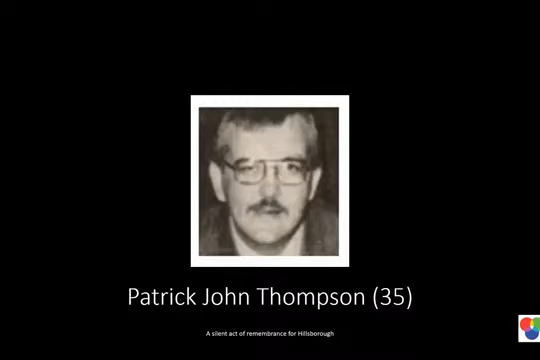 Patrick John Thompson (35)
A silent act of remembrance for Hillsborough